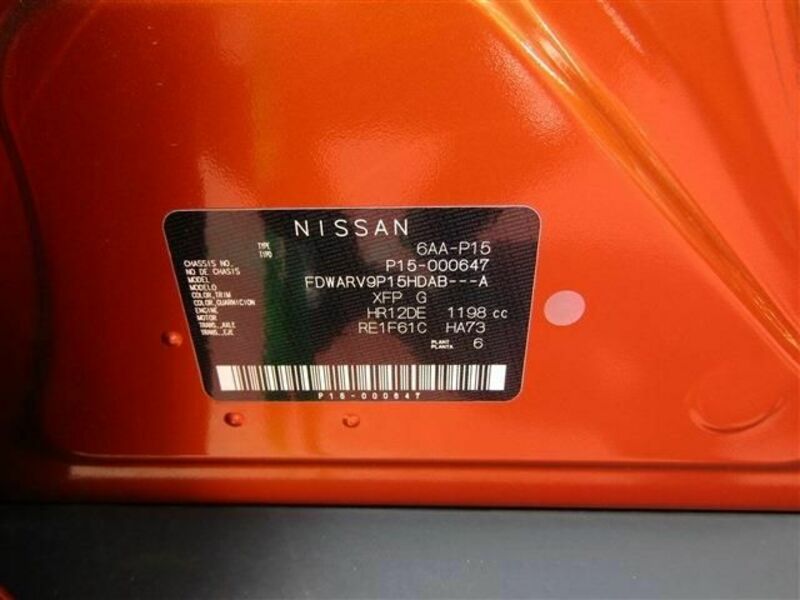 NISSAN
TYPE 6AA-P15
TIPO
CHASSIS NO. P15-000647
NO DE CHASIS
MODEL FDWARV9P15HDAB---A
MODELO
COLOR,TRIM XFP G
COLOR,GUARNICION
ENGINE HR12DE 1198 cc
MOTOR
TRANS.,AXLE RE1F61C HA73
TRANS.,EJE
PLANT 6
PLANTA
P15-000647